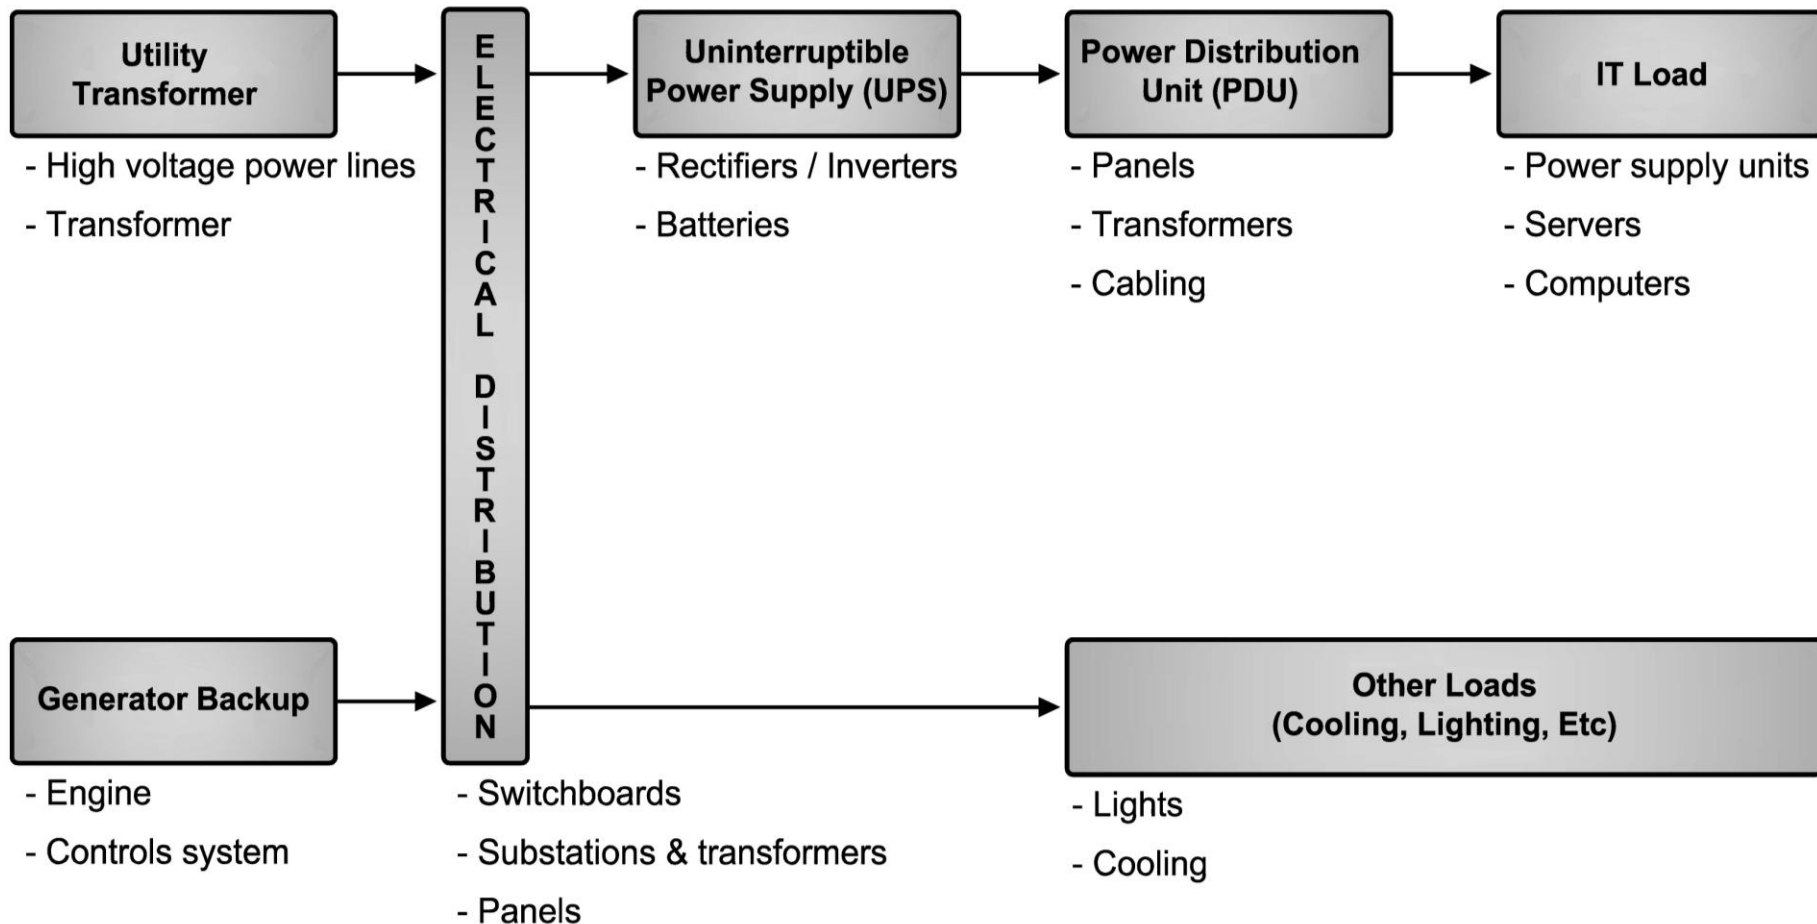 Utility
Transformer
- High voltage power lines
- Transformer
ELECTRICAL DISTRIBUTION
Uninterruptible
Power Supply (UPS)
- Rectifiers / Inverters
- Batteries
Power Distribution
Unit (PDU)
- Panels
- Transformers
- Cabling
IT Load
- Power supply units
- Servers
- Computers
Generator Backup
- Engine
- Controls system
- Switchboards
- Substations & transformers
- Panels
Other Loads
(Cooling, Lighting, Etc)
- Lights
- Cooling